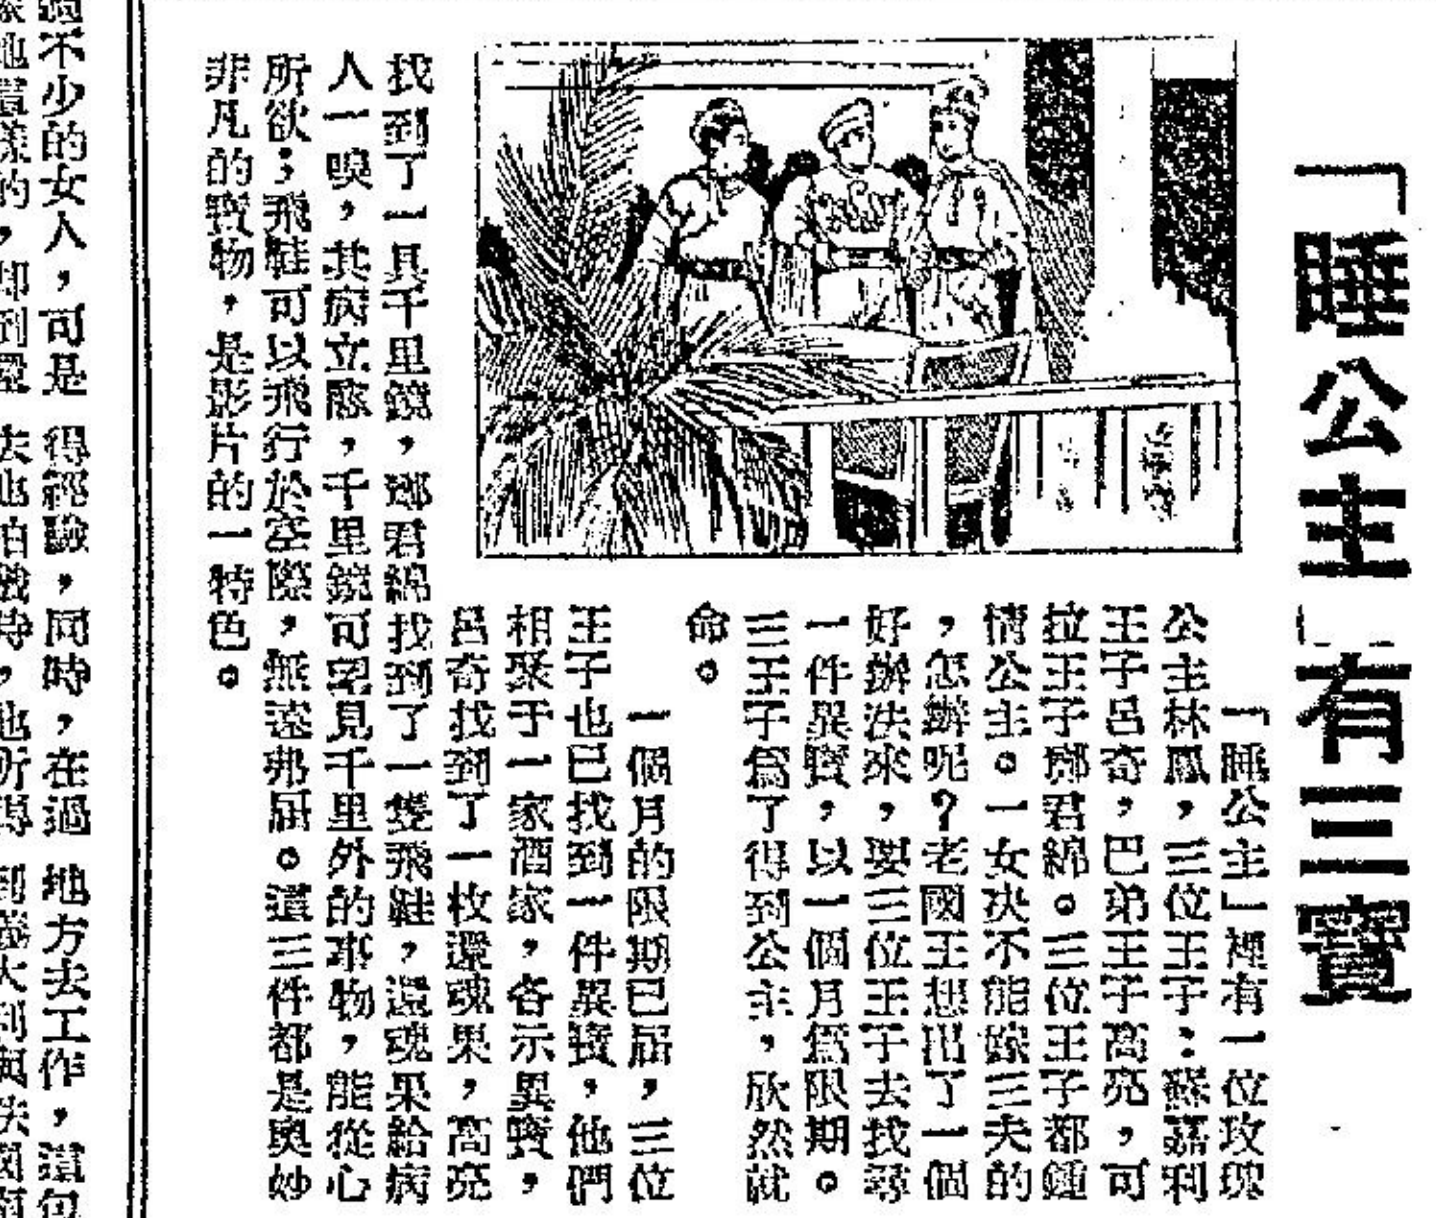 「睡公主」有三寶
「睡公主」裡有一位玫瑰
公主林鳳，三位王子：蘇嘉利
王子呂奇，巴弟王子高亮，可
拉王子鄭君綿。三位王子都鍾
情公主。一女决不能嫁三夫的
，怎辦呢？老國王想出了一個
好辦法來，要三位王子去找尋
一件異寶，以一個月爲限期。
三王子爲了得到公主，欣然就
命。
一個月的限期已屆，三位
王子也已找到一件異寶，他們
相聚于一家酒家，各示異寶，
呂奇找到了一枚還魂果，高亮
找到了一具千里鏡，鄭君綿找到了一隻飛鞋，還魂果給病
人一嗅，其病立愈，千里鏡可望見千里外的事物，能從心
所欲；飛鞋可以飛行於空際，無遠弗屆。這三件都是奧妙
非凡的寶物，是影片的一特色。
過不少的女人，可是
得經驗，同時，在過
地方去工作，這包